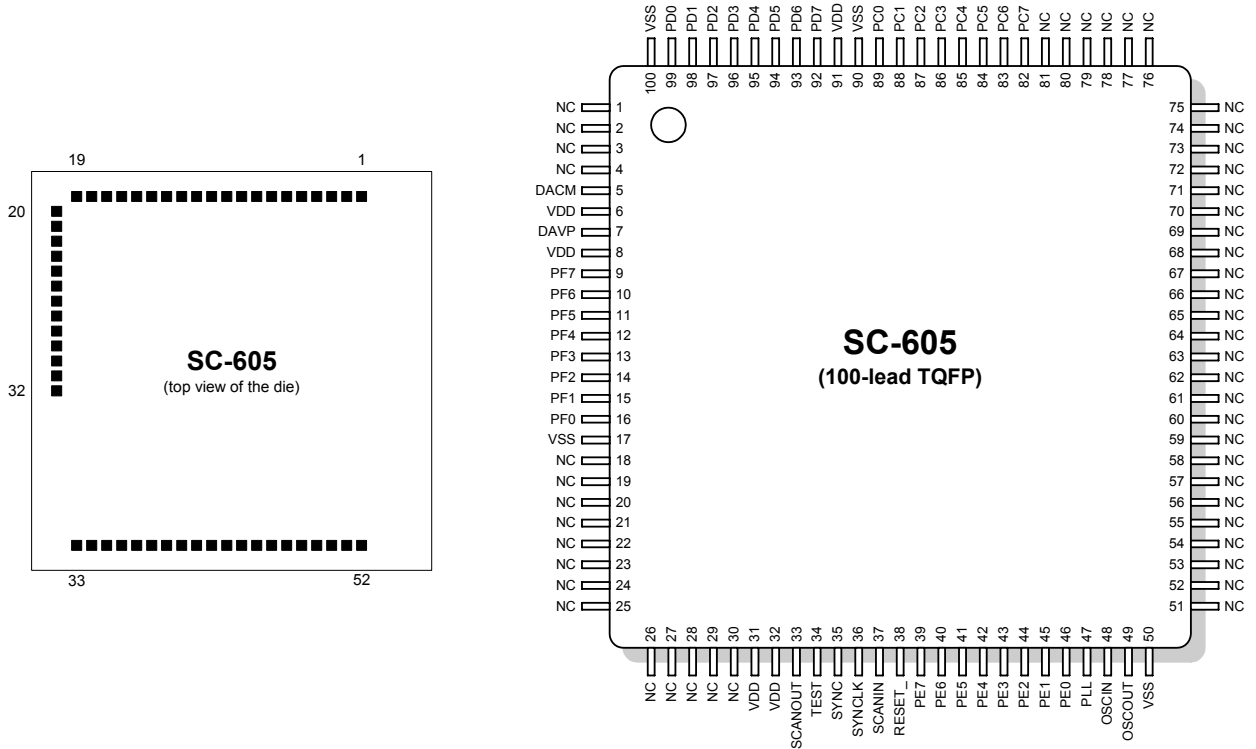 19 1
20
32
SC-605
(top view of the die)
33 52
VSS PD0 PD1 PD2 PD3 PD4 PD5 PD6 PD7 VDD VSS PC0 PC1 PC2 PC3 PC4 PC5 PC6 PC7 NC NC NC NC NC NC
100 99 98 97 96 95 94 93 92 91 90 89 88 87 86 85 84 83 82 81 80 79 78 77 76
NC 1
NC 2
NC 3
NC 4
DACM 5
VDD 6
DAVP 7
VDD 8
PF7 9
PF6 10
PF5 11
PF4 12
PF3 13
PF2 14
PF1 15
PF0 16
VSS 17
NC 18
NC 19
NC 20
NC 21
NC 22
NC 23
NC 24
NC 25
SC-605
(100-lead TQFP)
75 NC
74 NC
73 NC
72 NC
71 NC
70 NC
69 NC
68 NC
67 NC
66 NC
65 NC
64 NC
63 NC
62 NC
61 NC
60 NC
59 NC
58 NC
57 NC
56 NC
55 NC
54 NC
53 NC
52 NC
51 NC
26 27 28 29 30 31 32 33 34 35 36 37 38 39 40 41 42 43 44 45 46 47 48 49 50
NC NC NC NC NC VDD VDD SCANOUT TEST SYNC SYNCLK SCANIN RESET_ PE7 PE6 PE5 PE4 PE3 PE2 PE1 PE0 PLL OSCIN OSCOUT VSS